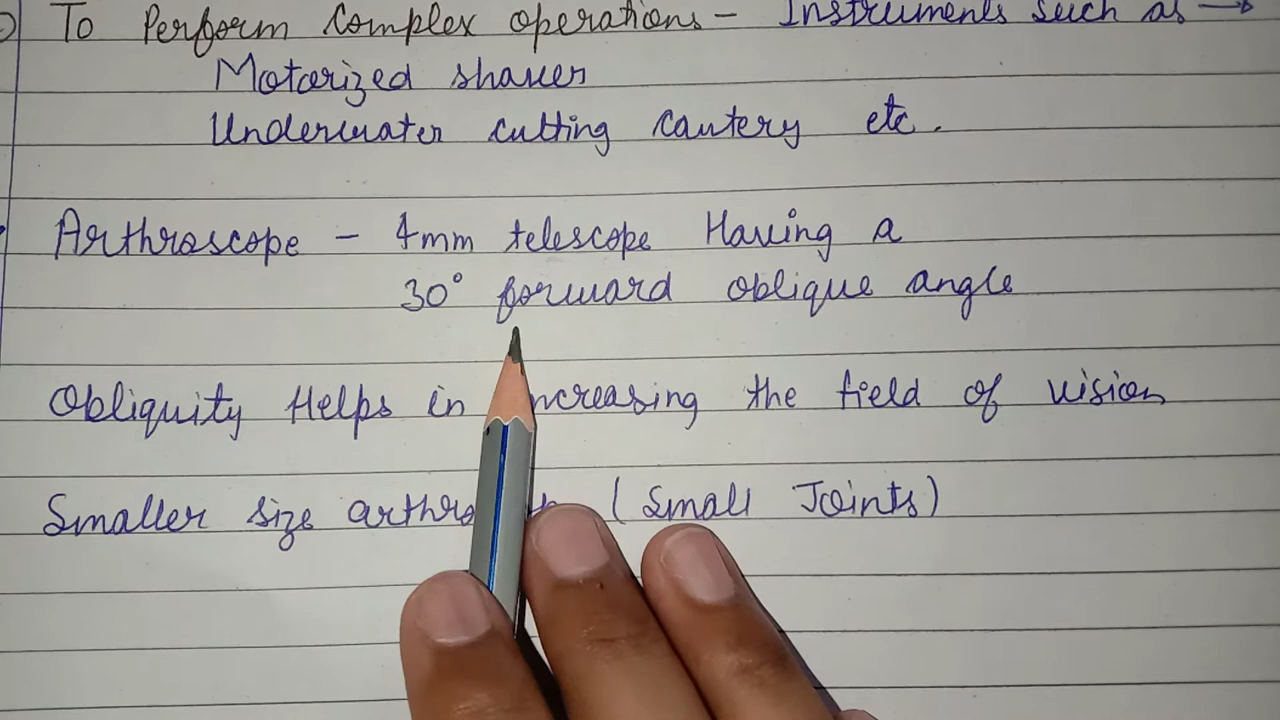 To Perform Complex operations - Instruments such as →
Motorized shaver
Underwater cutting cautery etc.
Arthroscope - 4mm telescope Having a
30° forward oblique angle
Obliquity Helps in increasing the field of vision
Smaller size (Small Joints)